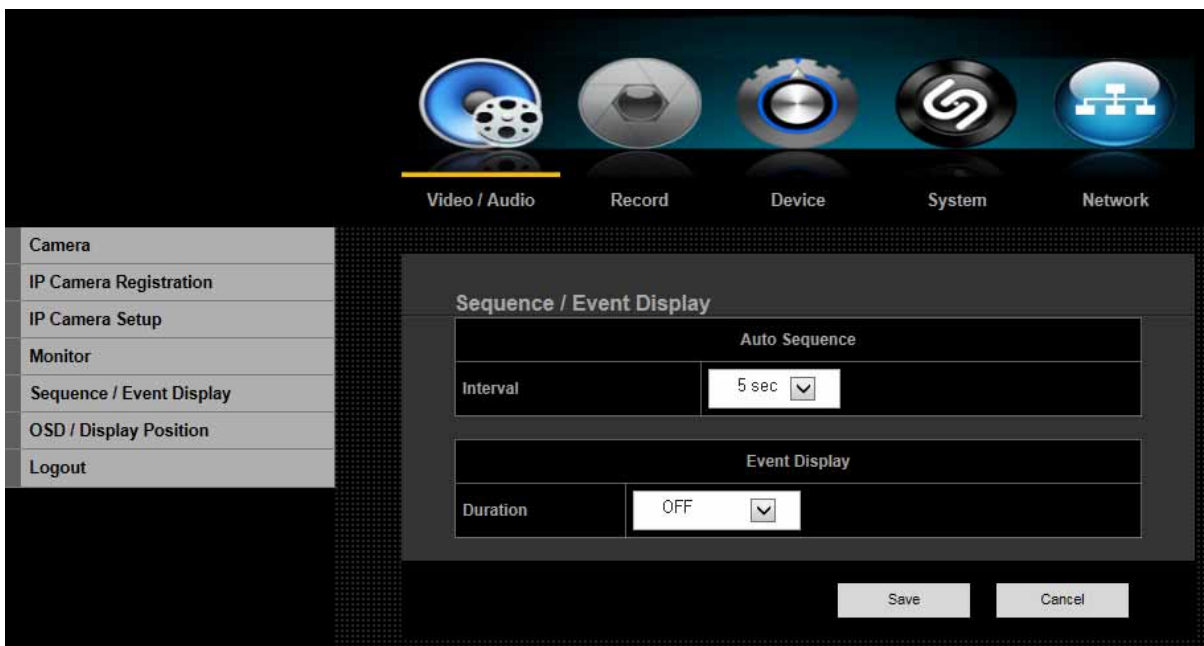 Video / Audio
Record
Device
System
Network
Camera
IP Camera Registration
IP Camera Setup
Monitor
Sequence / Event Display
OSD / Display Position
Logout
Sequence / Event Display
Auto Sequence
Interval
5 sec
Event Display
Duration
OFF
Save
Cancel